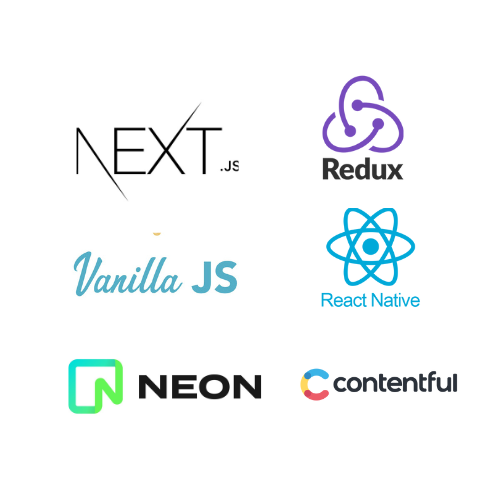 NEXT.JS
Redux
Vanilla JS
React Native
NEON
contentful